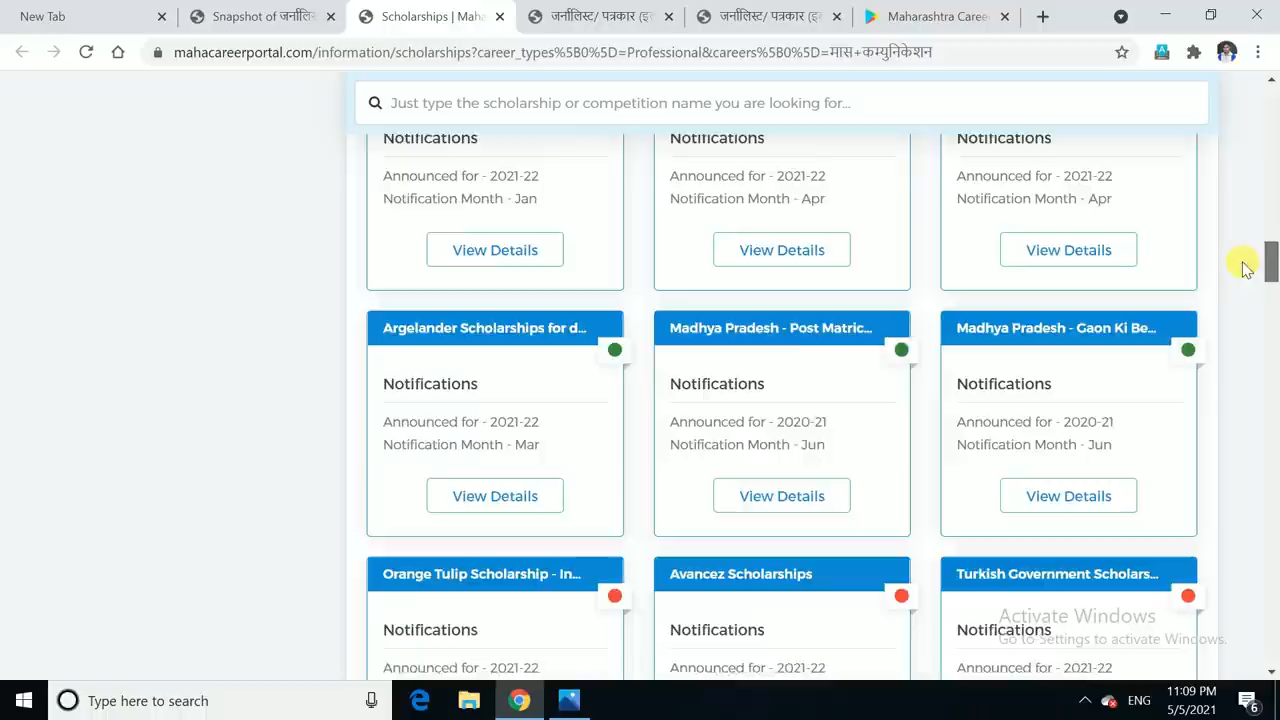 New Tab
Snapshot of जर्नालि
Scholarships | Maha
जर्नालिस्ट/ पत्रकार (इले
जर्नालिस्ट/ पत्रकार (इ
Maharashtra Caree
mahacareerportal.com/information/scholarships?career_types%5B0%5D=Professional&careers%5B0%5D=मास+कम्युनिकेशन
Just type the scholarship or competition name you are looking for...
Notifications Notifications Notifications
Announced for - 2021-22 Announced for - 2021-22 Announced for - 2021-22
Notification Month - Jan Notification Month - Apr Notification Month - Apr
View Details View Details View Details
Argelander Scholarships for d... Madhya Pradesh - Post Matric... Madhya Pradesh - Gaon Ki Be...
Notifications Notifications Notifications
Announced for - 2021-22 Announced for - 2020-21 Announced for - 2020-21
Notification Month - Mar Notification Month - Jun Notification Month - Jun
View Details View Details View Details
Orange Tulip Scholarship - In... Avancez Scholarships Turkish Government Scholars...
Notifications Notifications Notifications
Announced for - 2021-22 Announced for - 2021-22 Announced for - 2021-22
Activate Windows
Go to Settings to activate Windows.
Type here to search
ENG
11:09 PM
5/5/2021
6